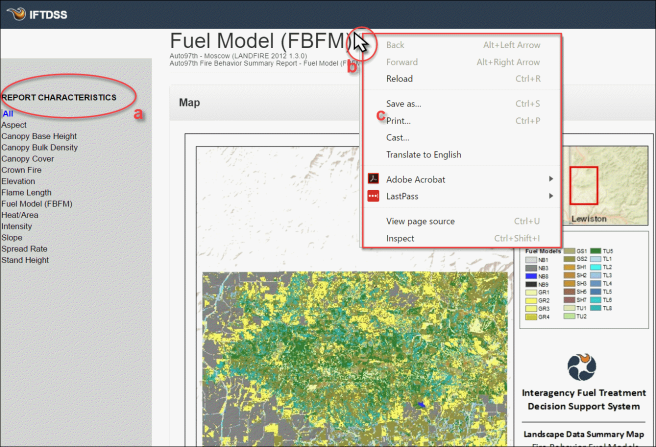 IFTDSS
Fuel Model (FBFM)
Auto97th - Moscow (LANDFIRE 2012 1.3.0)
Auto97th Fire Behavior Summary Report - Fuel Model
b
REPORT CHARACTERISTICS
a
All
Aspect
Canopy Base Height
Canopy Bulk Density
Canopy Cover
Crown Fire
Elevation
Flame Length
Fuel Model (FBFM)
Heat/Area
Intensity
Slope
Spread Rate
Stand Height
Map
Back Alt+Left Arrow
Forward Alt+Right Arrow
Reload Ctrl+R
Save as... Ctrl+S
c
Print... Ctrl+P
Cast...
Translate to English
Adobe Acrobat
LastPass
View page source Ctrl+U
Inspect Ctrl+Shift+I
Lewiston
Fuel Models GS1 TU5
NB1 GS2 TL1
NB3 SH1 TL2
NB8 SH2 TL3
NB9 SH5 TL4
GR1 SH6 TL5
GR2 SH7 TL6
GR3 TU1 TL8
GR4 TU2
Interagency Fuel Treatment
Decision Support System
Landscape Data Summary Map
Fire Behavior Fuel Models